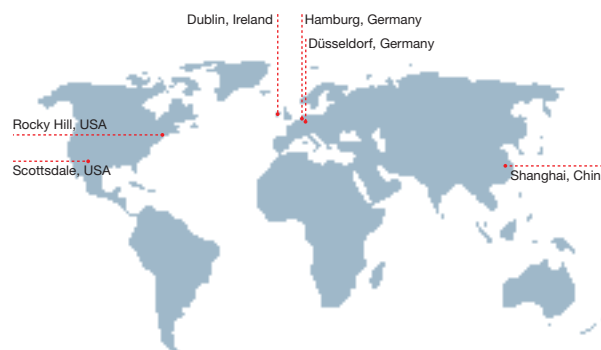 Dublin, Ireland
Hamburg, Germany
Düsseldorf, Germany
Rocky Hill, USA
Scottsdale, USA
Shanghai, Chin